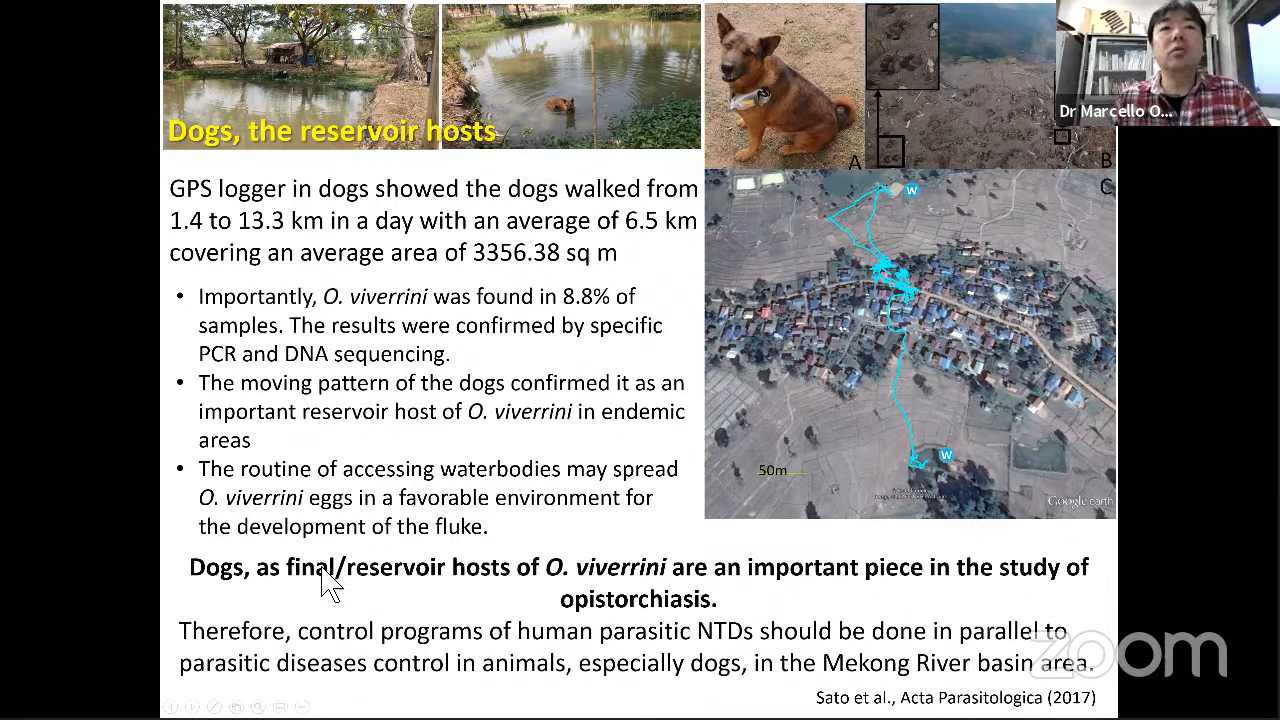 Dogs, the reservoir hosts
A
B
C
Dr Marcello O...
W
W
50m
Google earth
GPS logger in dogs showed the dogs walked from
1.4 to 13.3 km in a day with an average of 6.5 km
covering an average area of 3356.38 sq m
• Importantly, O. viverrini was found in 8.8% of
samples. The results were confirmed by specific
PCR and DNA sequencing.
• The moving pattern of the dogs confirmed it as an
important reservoir host of O. viverrini in endemic
areas
• The routine of accessing waterbodies may spread
O. viverrini eggs in a favorable environment for
the development of the fluke.
Dogs, as final/reservoir hosts of O. viverrini are an important piece in the study of
opistorchiasis.
Therefore, control programs of human parasitic NTDs should be done in parallel to
parasitic diseases control in animals, especially dogs, in the Mekong River basin area.
zoom
Sato et al., Acta Parasitologica (2017)